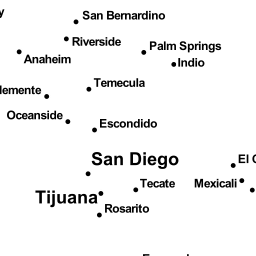 y
San Bernardino
Riverside
Palm Springs
Anaheim
Indio
Temecula
lemente
Oceanside
Escondido
San Diego
El C
Tecate
Mexicali
Tijuana
Rosarito